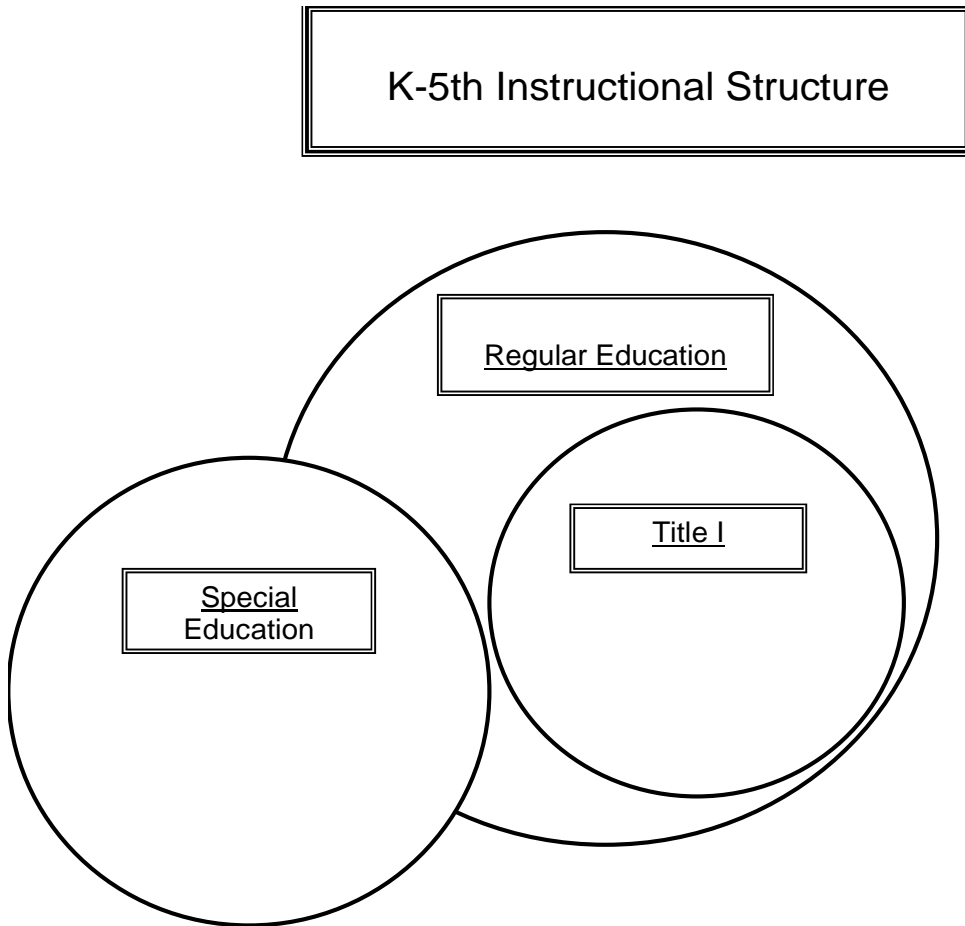 K-5th Instructional Structure
Regular Education
Title I
Special
Education